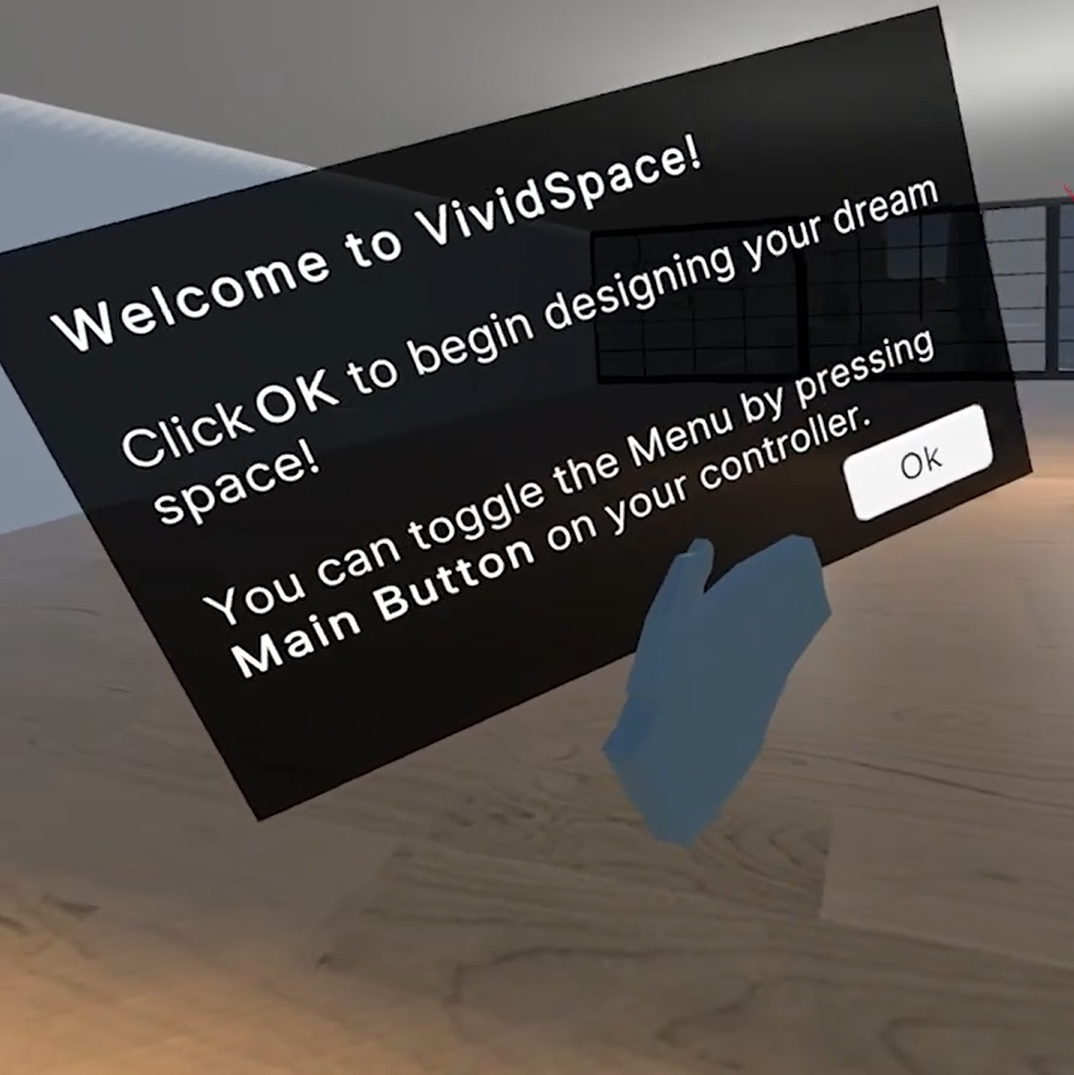 Welcome to VividSpace!
Click OK to begin designing your dream
space!
You can toggle the Menu by pressing
Main Button on your controller.
Ok